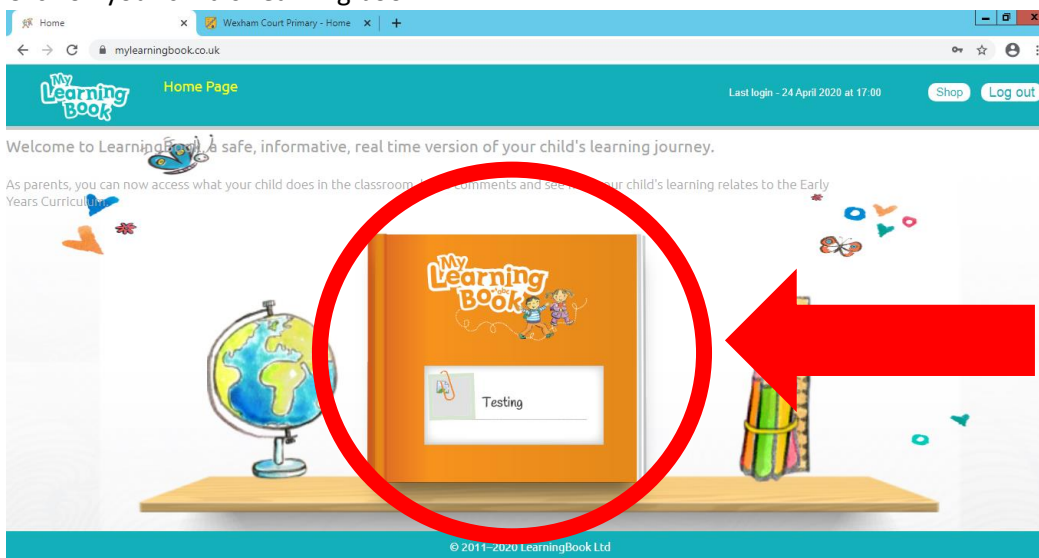 Home
Wexham Court Primary - Home
mylearningbook.co.uk
My Learning Book
Home Page
Last login - 24 April 2020 at 17:00
Shop
Log out
Welcome to LearningBook, a safe, informative, real time version of your child's learning journey.
As parents, you can now access what your child does in the classroom, comments and see your child's learning relates to the Early
Years Curriculum.
My
Learning
Book
Testing
© 2011–2020 LearningBook Ltd